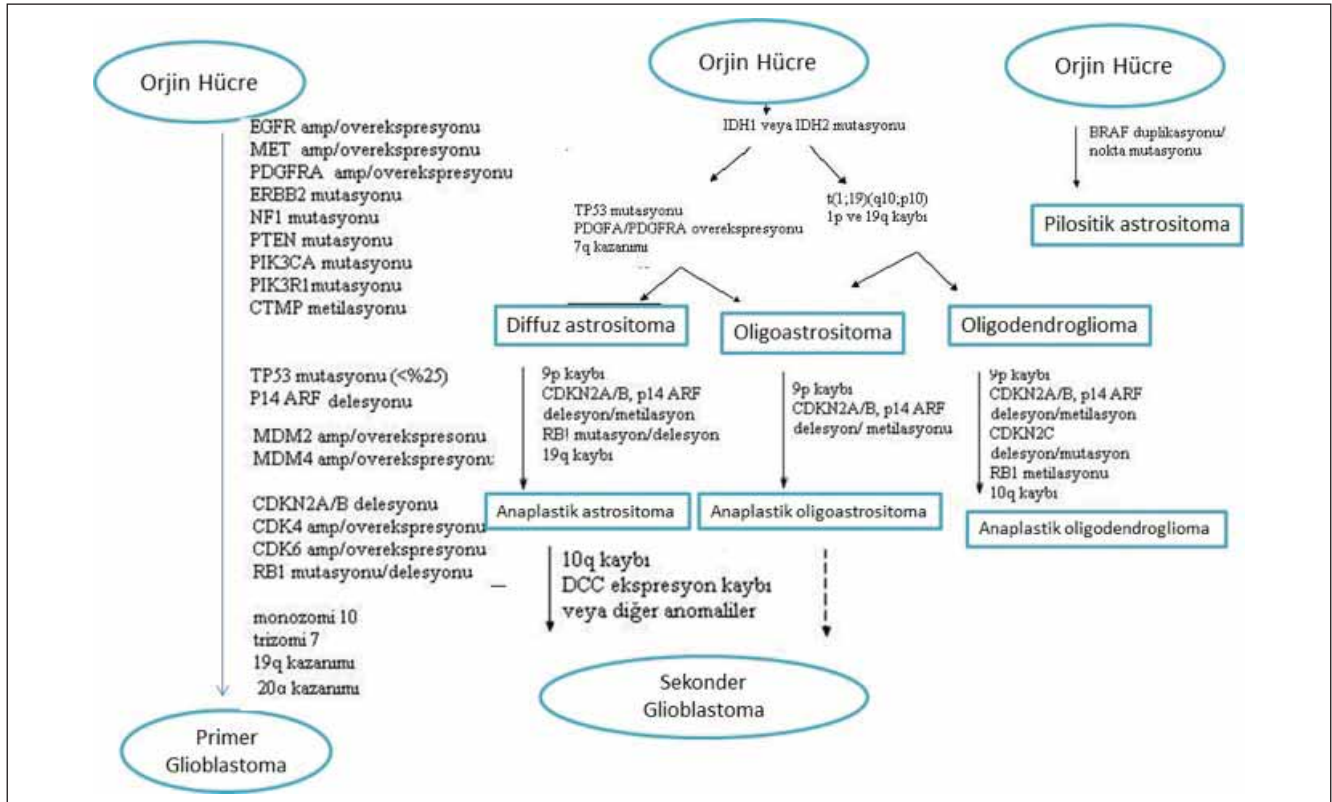 Orjin Hücre
EGFR amp/overekspresyonu
MET amp/overekspresyonu
PDGFRA amp/overekspresyonu
ERBB2 mutasyonu
NF1 mutasyonu
PTEN mutasyonu
PIK3CA mutasyonu
PIK3R1mutasyonu
CTMP metilasyonu
TP53 mutasyonu (<%25)
P14 ARF delesyonu
MDM2 amp/overekspresonu
MDM4 amp/overekspresyonu
CDKN2A/B delesyonu
CDK4 amp/overekspresyonu
CDK6 amp/overekspresyonu
RB1 mutasyonu/delesyonu
monozomi 10
trizomi 7
19q kazanımı
20q kazanımı
Primer
Glioblastoma
Orjin Hücre
IDH1 veya IDH2 mutasyonu
TP53 mutasyonu
PDGFA/PDGFRA overekspresyonu
7q kazanımı
t(1;19)(q10;p10)
1p ve 19q kaybı
Diffuz astrositoma
Oligoastrositoma
Oligodendroglioma
9p kaybı
CDKN2A/B, p14 ARF
delesyon/metilasyon
RB! mutasyon/delesyon
19q kaybı
9p kaybı
CDKN2A/B, p14 ARF
delesyon/ metilasyonu
9p kaybı
CDKN2A/B, p14 ARF
delesyon/metilasyon
CDKN2C
delesyon/mutasyon
RB1 metilasyonu
10q kaybı
Anaplastik astrositoma
Anaplastik oligoastrositoma
Anaplastik oligodendroglioma
10q kaybı
DCC ekspresyon kaybı
veya diğer anomaliler
Sekonder
Glioblastoma
Orjin Hücre
BRAF duplikasyonu/
nokta mutasyonu
Pilositik astrositoma